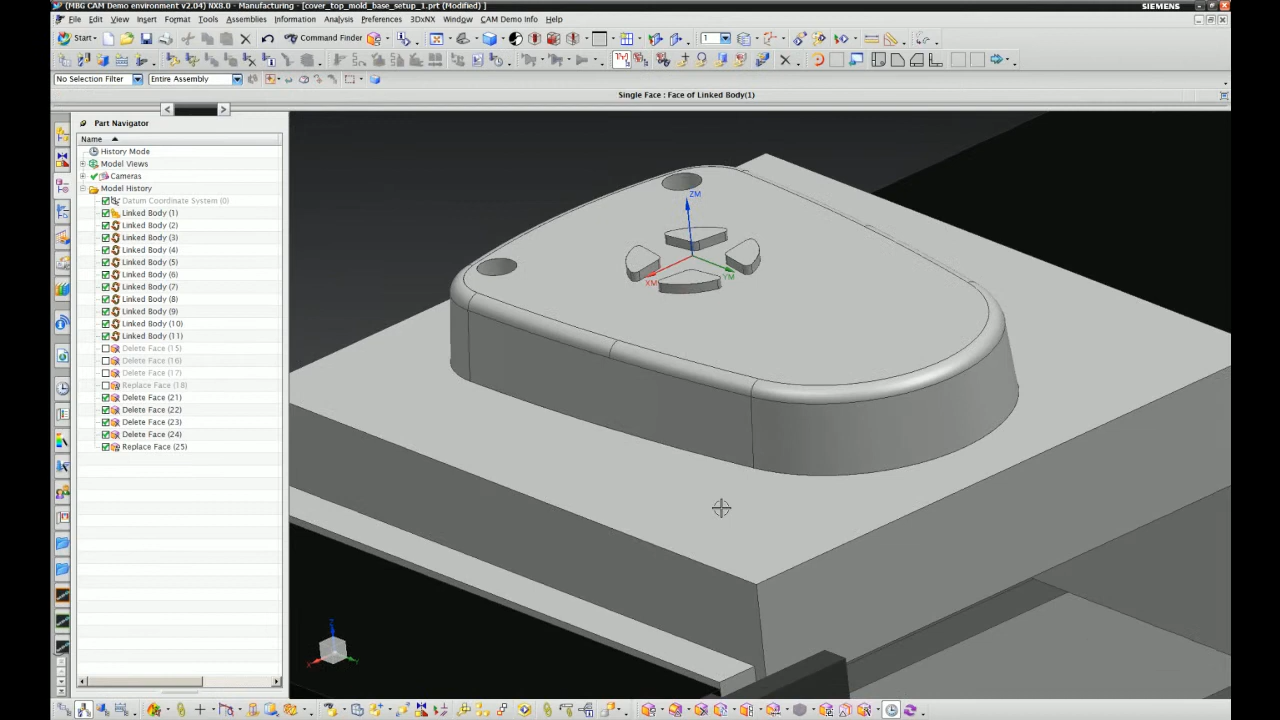 (MBG CAM Demo environment v2.04) NX8.0 - Manufacturing - [cover_top_mold_base_setup_1.prt (Modified) ]
SIEMENS
File Edit View Insert Format Tools Assemblies Information Analysis Preferences 3DxNX Window CAM Demo Info Help
Start Command Finder 1
No Selection Filter Entire Assembly
Single Face : Face of Linked Body(1)
Part Navigator
Name
History Mode
Model Views
Cameras
Model History
Datum Coordinate System (0)
Linked Body (1)
Linked Body (2)
Linked Body (3)
Linked Body (4)
Linked Body (5)
Linked Body (6)
Linked Body (7)
Linked Body (8)
Linked Body (9)
Linked Body (10)
Linked Body (11)
Delete Face (15)
Delete Face (16)
Delete Face (17)
Replace Face (18)
Delete Face (21)
Delete Face (22)
Delete Face (23)
Delete Face (24)
Replace Face (25)
ZM
XM
YM
Z
X
Y